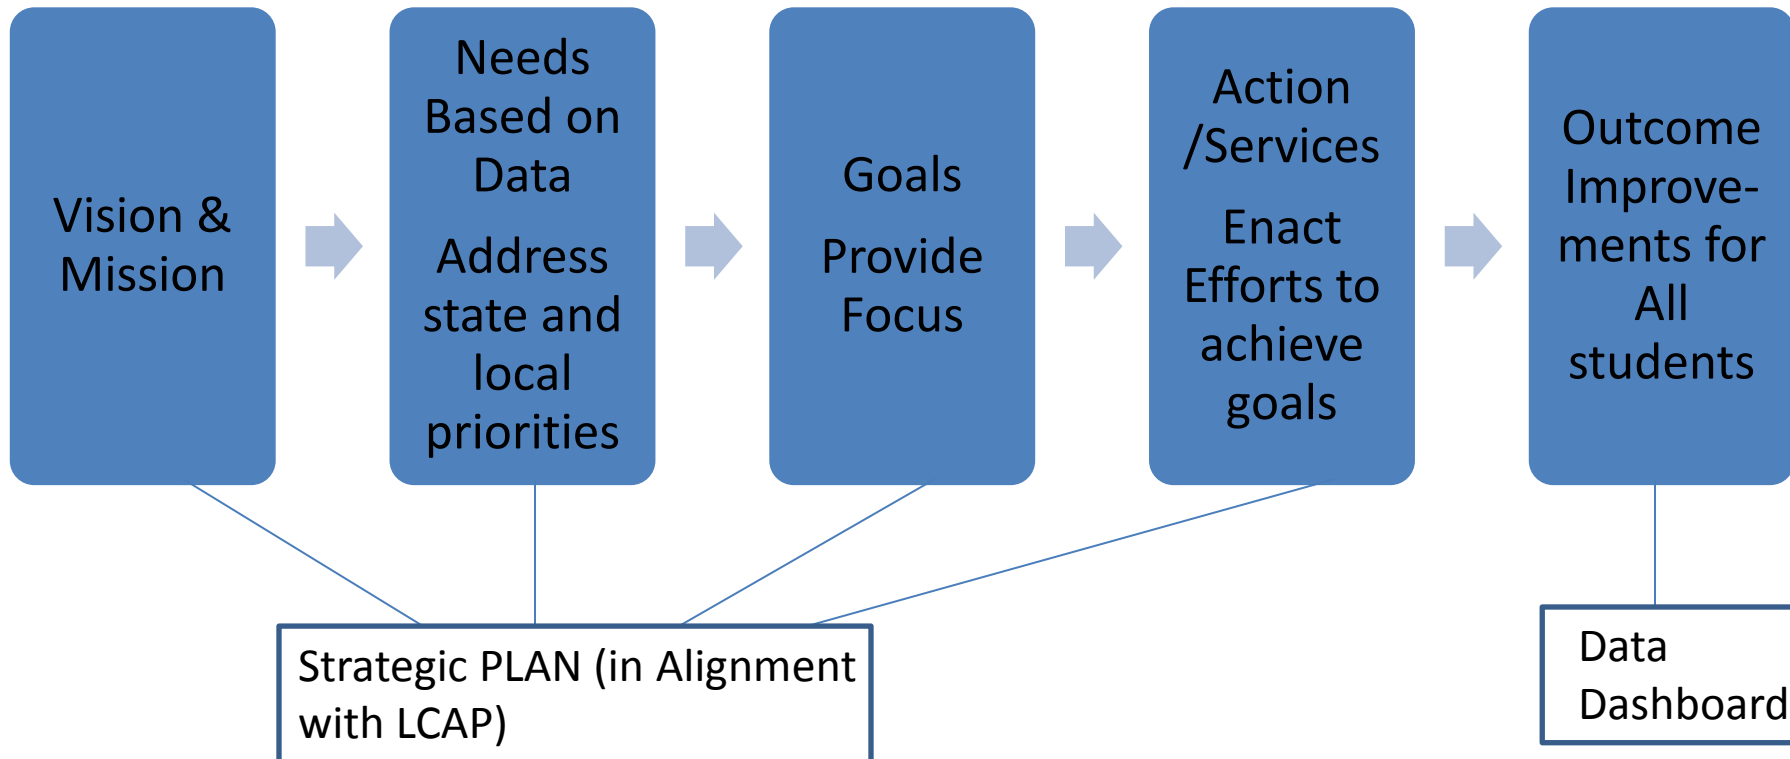 Vision &
Mission
Needs
Based on
Data
Address
state and
local
priorities
Goals
Provide
Focus
Action
/Services
Enact
Efforts to
achieve
goals
Outcome
Improve-
ments for
All
students
Strategic PLAN (in Alignment
with LCAP)
Data
Dashboard